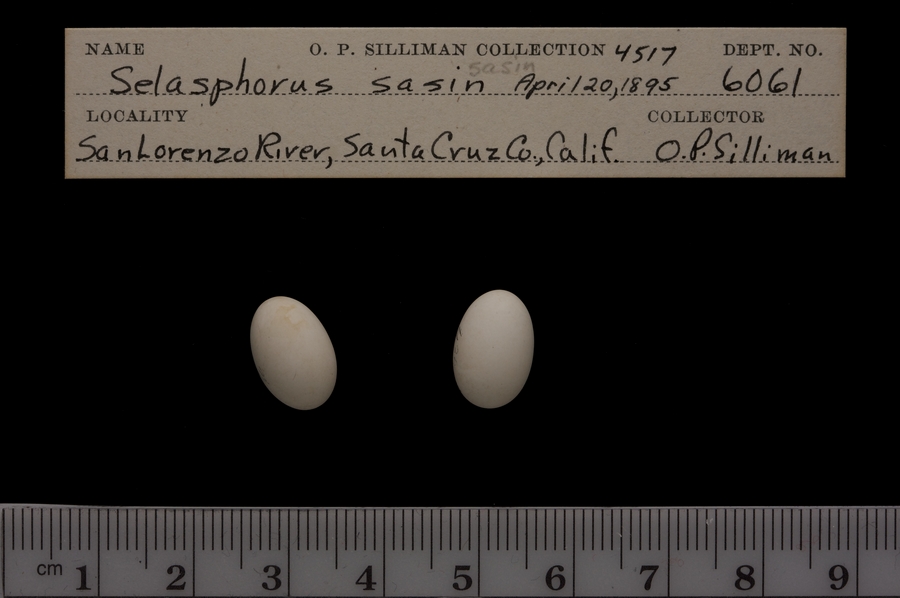 NAME O. P. SILLIMAN COLLECTION 4517 DEPT. NO.
sasin
Selasphorus sasin April 20, 1895 6061
LOCALITY COLLECTOR
San Lorenzo River, Santa Cruz Co., Calif. O.P. Silliman
cm 1 2 3 4 5 6 7 8 9